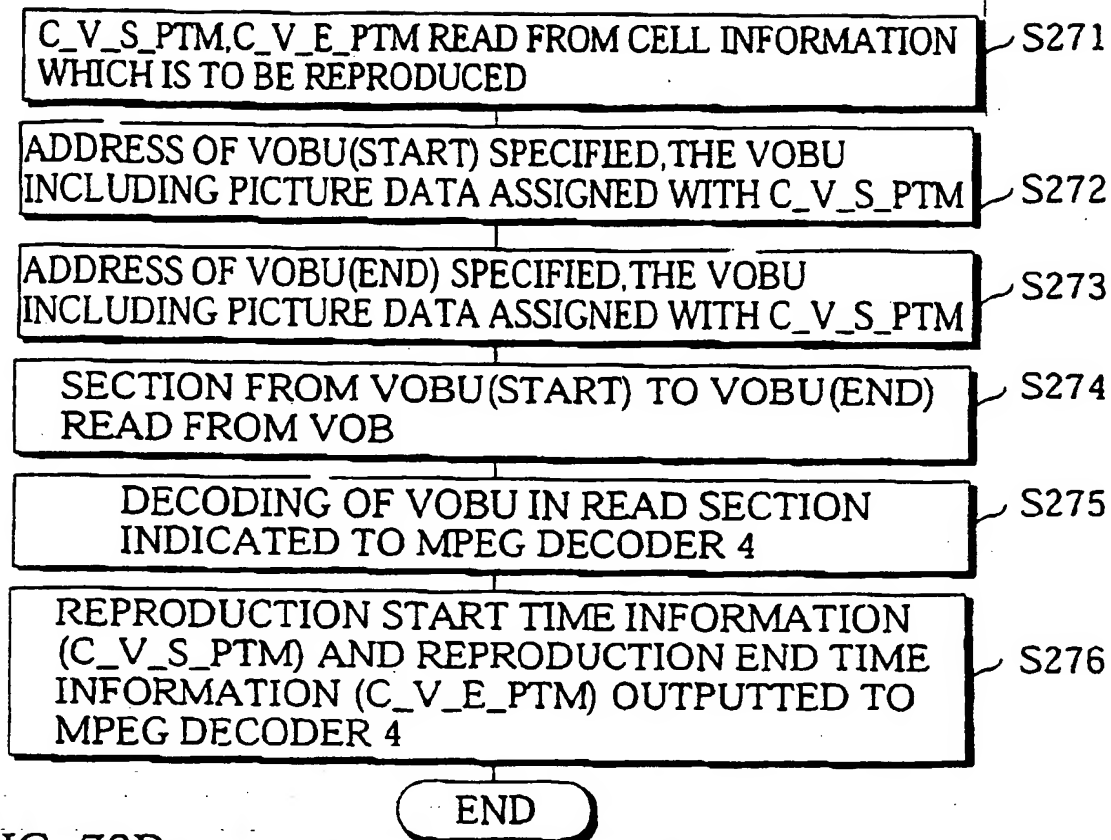 C_V_S_PTM,C_V_E_PTM READ FROM CELL INFORMATION
WHICH IS TO BE REPRODUCED
S271
ADDRESS OF VOBU(START) SPECIFIED,THE VOBU
INCLUDING PICTURE DATA ASSIGNED WITH C_V_S_PTM
S272
ADDRESS OF VOBU(END) SPECIFIED,THE VOBU
INCLUDING PICTURE DATA ASSIGNED WITH C_V_S_PTM
S273
SECTION FROM VOBU(START) TO VOBU(END)
READ FROM VOB
S274
DECODING OF VOBU IN READ SECTION
INDICATED TO MPEG DECODER 4
S275
REPRODUCTION START TIME INFORMATION
(C_V_S_PTM) AND REPRODUCTION END TIME
INFORMATION (C_V_E_PTM) OUTPUTTED TO
MPEG DECODER 4
S276
END